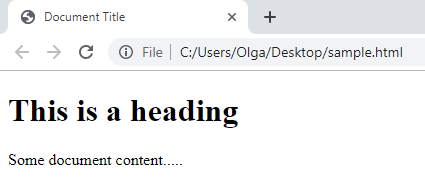 Document Title
File | C:/Users/Olga/Desktop/sample.html
This is a heading
Some document content.....